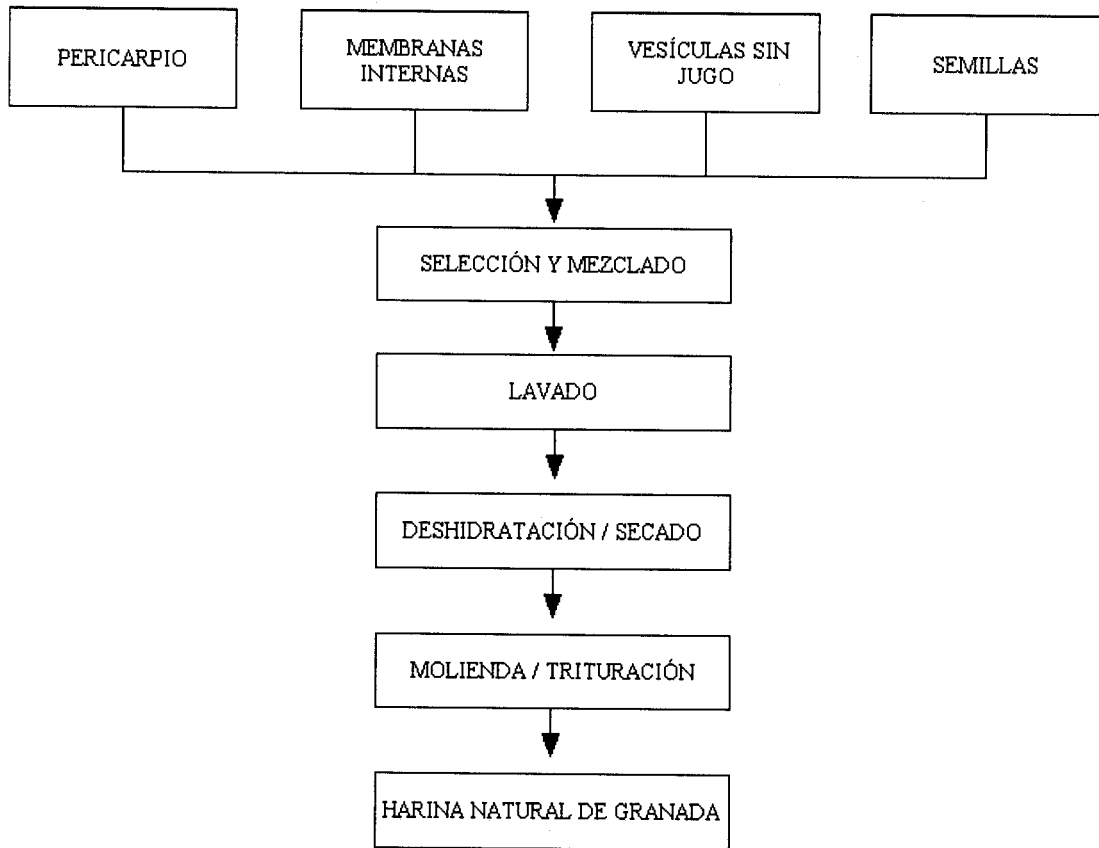 PERICARPIO
MEMBRANAS
INTERNAS
VESÍCULAS SIN
JUGO
SEMILLAS
SELECCIÓN Y MEZCLADO
LAVADO
DESHIDRATACIÓN / SECADO
MOLIENDA / TRITURACIÓN
HARINA NATURAL DE GRANADA